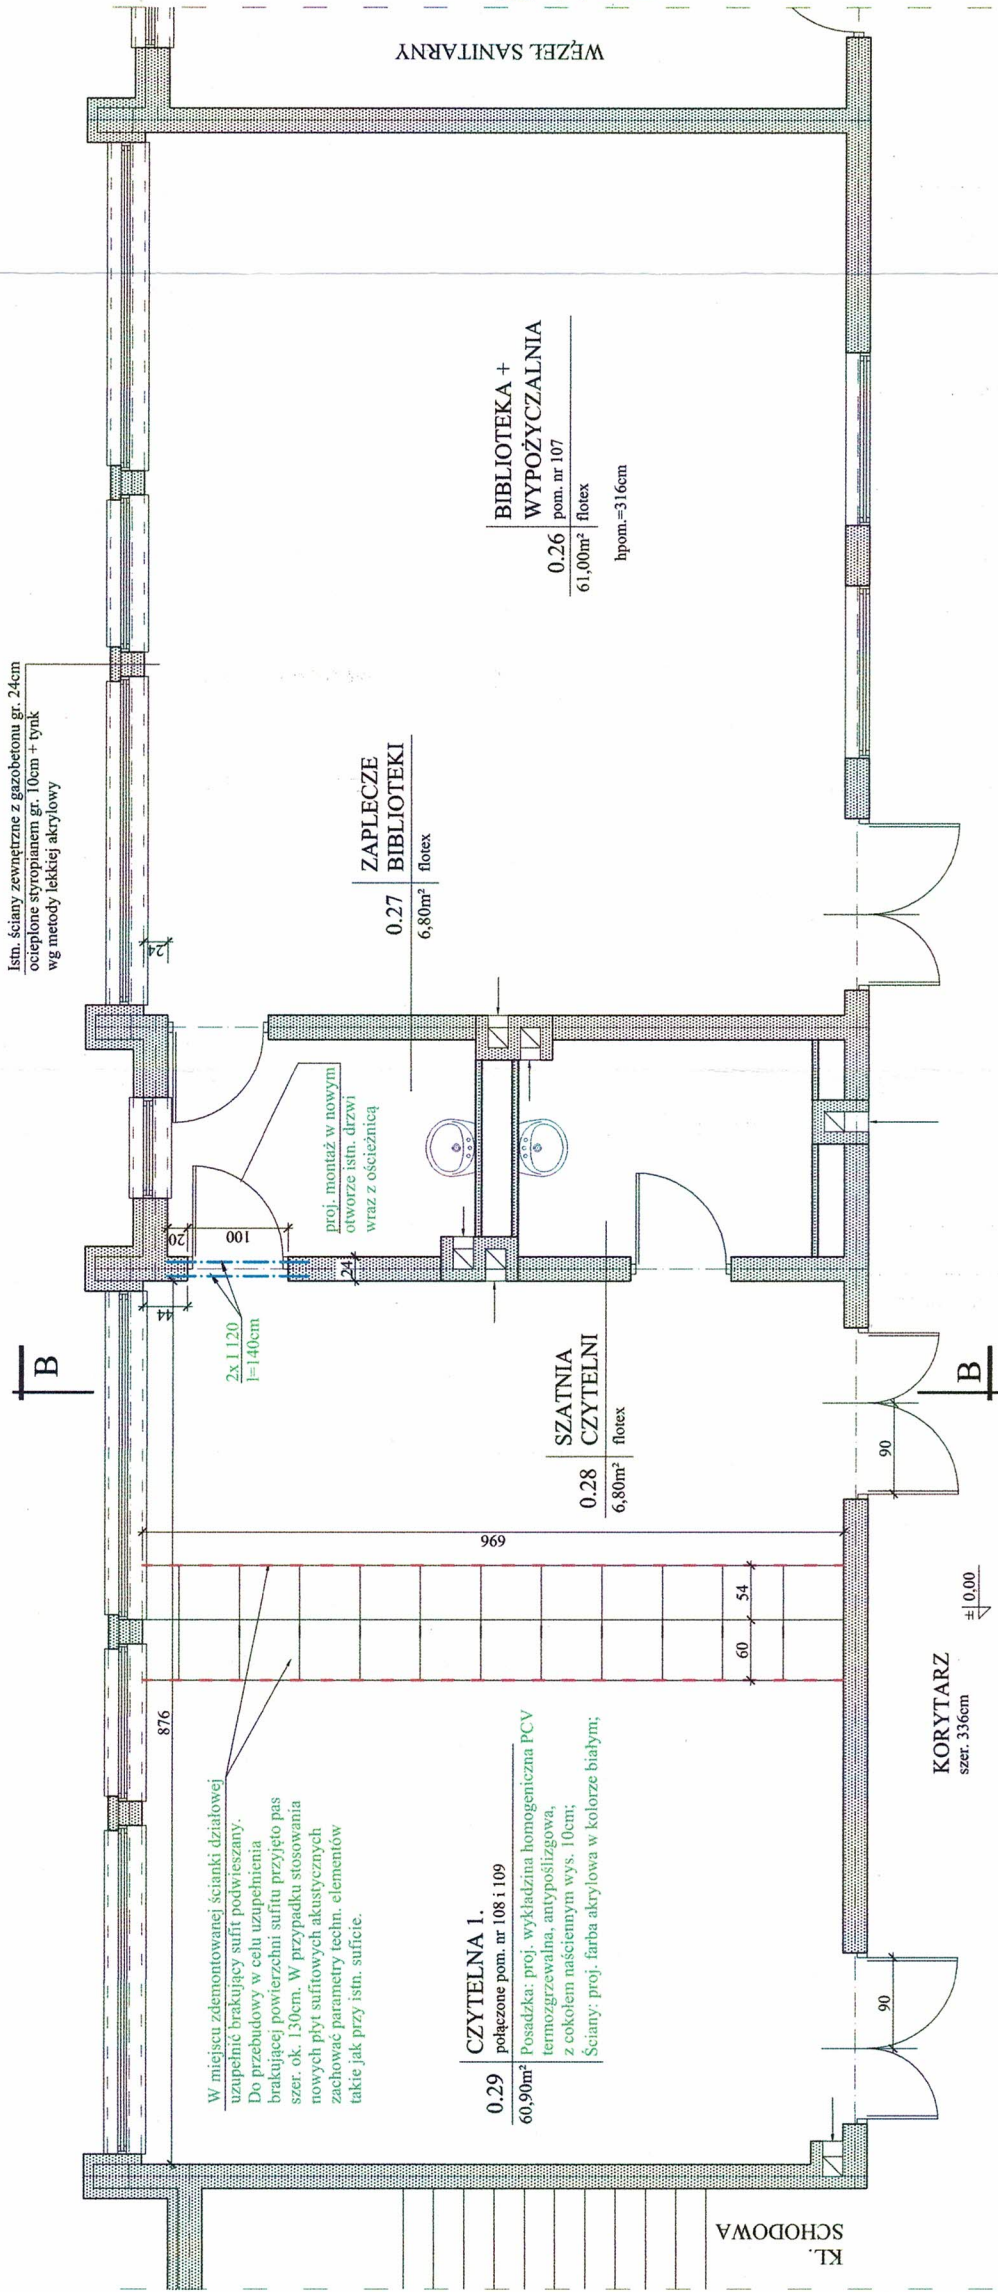 Istn. ściany zewnętrzne z gazobetonu gr. 24cm
ocieplone styropianem gr. 10cm + tynk
wg metody lekkiej akrylowy
B
876
W miejscu zdemontowanej ścianki działowej
uzupełnić brakujący sufit podwieszany.
Do przebudowy w celu uzupełnienia
brakującej powierzchni sufitu przyjęto pas
szer. ok. 130cm. W przypadku stosowania
nowych płyt sufitowych akustycznych
zachować parametry techn. elementów
takie jak przy istn. suficie.
44
2x I 120
l=140cm
20
100
24
proj. montaż w nowym
otworze istn. drzwi
wraz z ościeżnicą
24
ZAPLECZE
0.27 BIBLIOTEKI
6,80m² flotex
BIBLIOTEKA +
WYPOŻYCZALNIA
0.26 pom. nr 107
61,00m² flotex
hpom.=316cm
WĘZEŁ SANITARNY
CZYTELNA 1.
0.29 połączone pom. nr 108 i 109
60,90m² Posadzka: proj. wykładzina homogeniczna PCV
termozgrzewalna, antypoślizgowa,
z cokołem naściennym wys. 10cm;
Ściany: proj. farba akrylowa w kolorze białym;
969
60
54
SZATNIA
0.28 CZYTELNI
6,80m² flotex
KL.
SCHODOWA
90
90
KORYTARZ
szer. 336cm
± 0,00
B